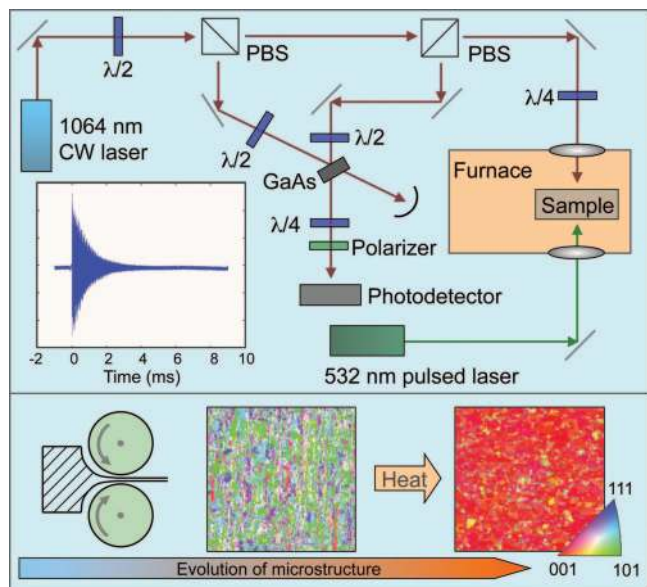 λ/2
PBS
PBS
λ/4
1064 nm
CW laser
λ/2
λ/2
GaAs
Furnace
Sample
λ/4
Polarizer
Photodetector
-2 0 2 4 6 8 10
Time (ms)
532 nm pulsed laser
Heat
111
001 101
Evolution of microstructure